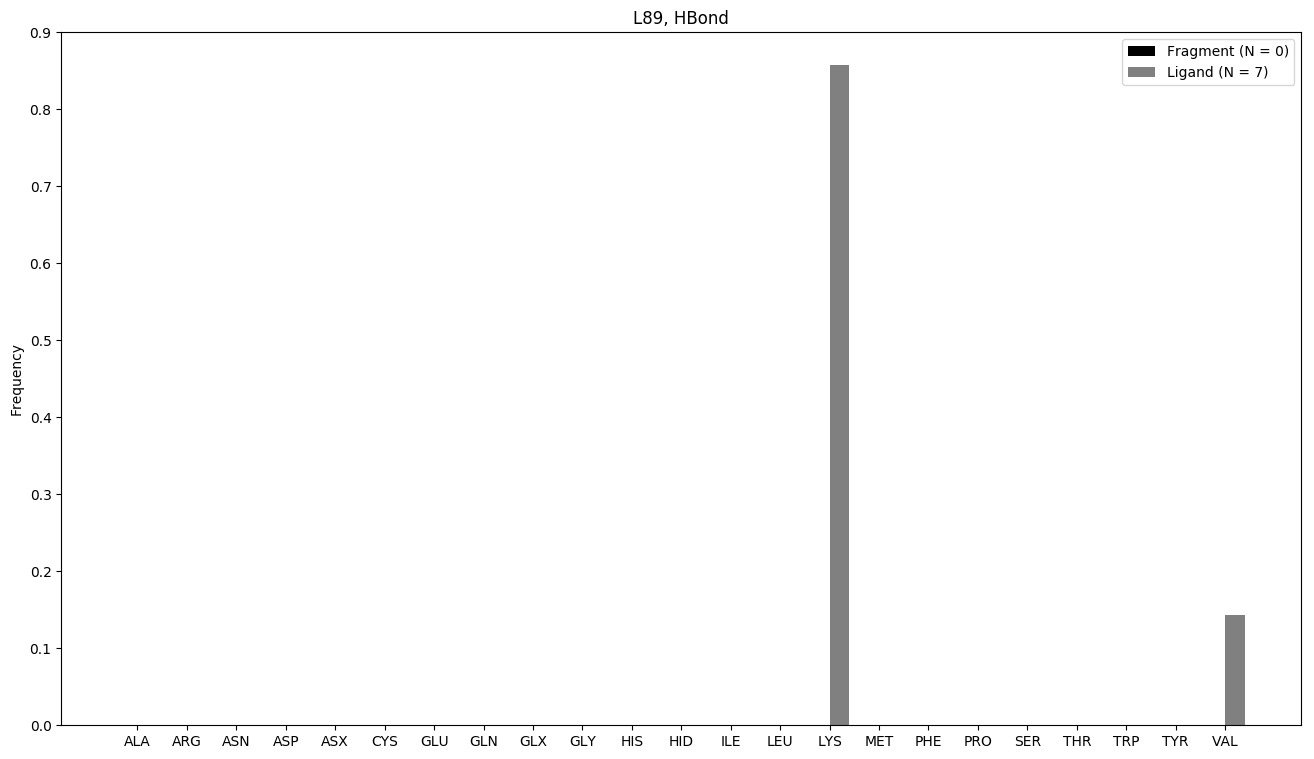 L89, HBond
Fragment (N = 0)
Ligand (N = 7)
Frequency
0.9
0.8
0.7
0.6
0.5
0.4
0.3
0.2
0.1
0.0
ALA ARG ASN ASP ASX CYS GLU GLN GLX GLY HIS HID ILE LEU LYS MET PHE PRO SER THR TRP TYR VAL